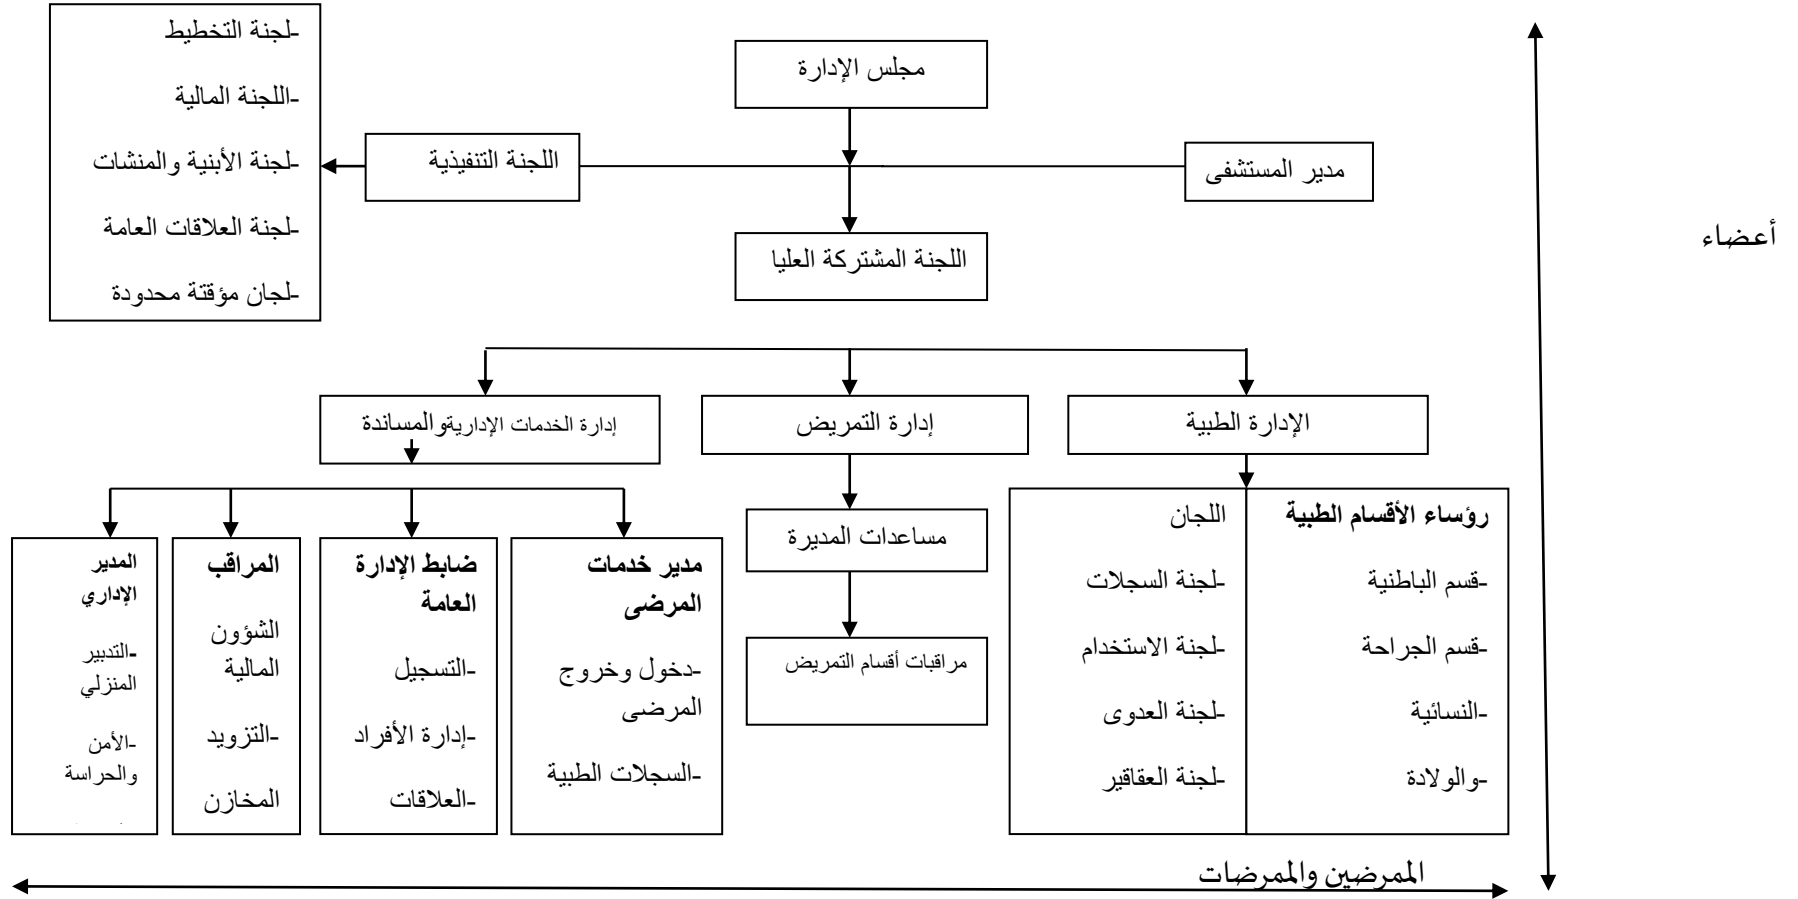 مجلس الإدارة
مدير المستشفى
اللجنة التنفيذية
-لجنة التخطيط
-اللجنة المالية
-لجنة الأبنية والمنشات
-لجنة العلاقات العامة
-لجان مؤقتة محدودة
اللجنة المشتركة العليا
أعضاء
الإدارة الطبية
إدارة التمريض
إدارة الخدمات الإداريةوالمساندة
رؤساء الأقسام الطبية
-قسم الباطنية
-قسم الجراحة
-النسائية
-والولادة
اللجان
-لجنة السجلات
-لجنة الاستخدام
-لجنة العدوى
-لجنة العقاقير
مساعدات المديرة
مراقبات أقسام التمريض
مدير خدمات
المرضى
-دخول وخروج
المرضى
-السجلات الطبية
ضابط الإدارة
العامة
-التسجيل
-إدارة الأفراد
-العلاقات
المراقب
الشؤون
المالية
-التزويد
المخازن
المدير
الإداري
-التدبير
المنزلي
-الأمن
والحراسة
الممرضين والممرضات